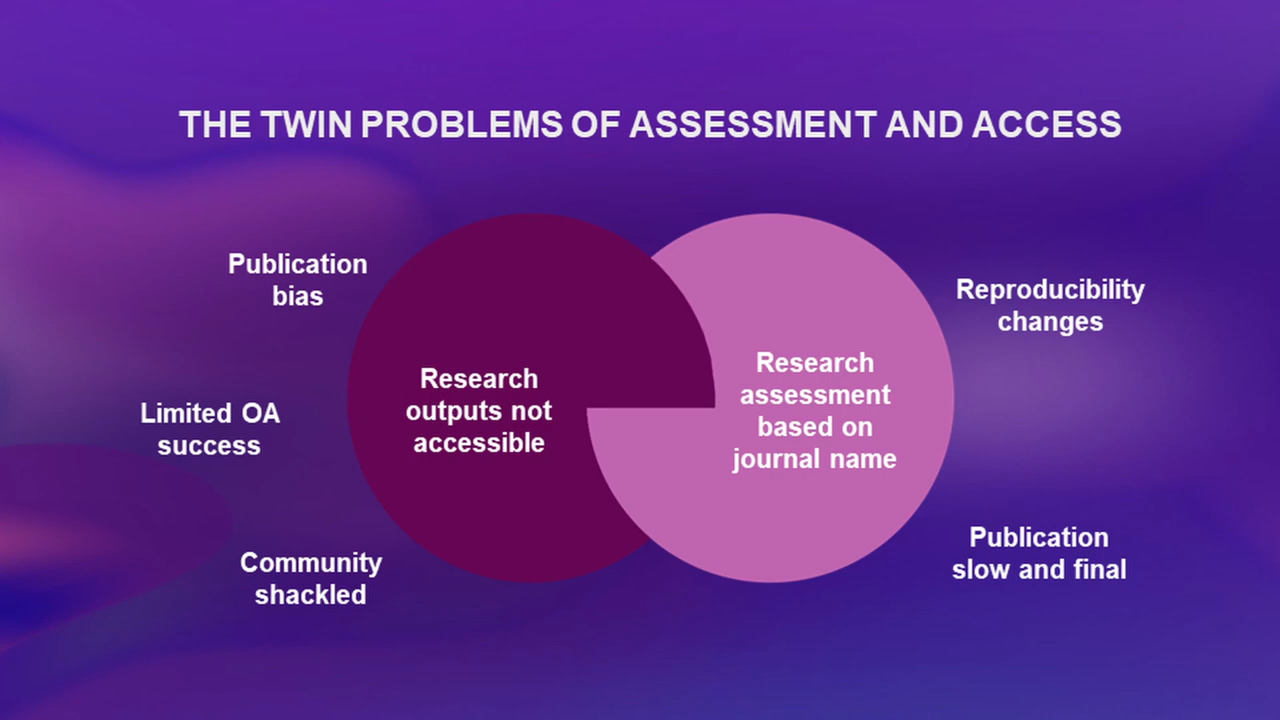 THE TWIN PROBLEMS OF ASSESSMENT AND ACCESS
Publication
bias
Limited OA
success
Community
shackled
Research
outputs not
accessible
Research
assessment
based on
journal name
Reproducibility
changes
Publication
slow and final